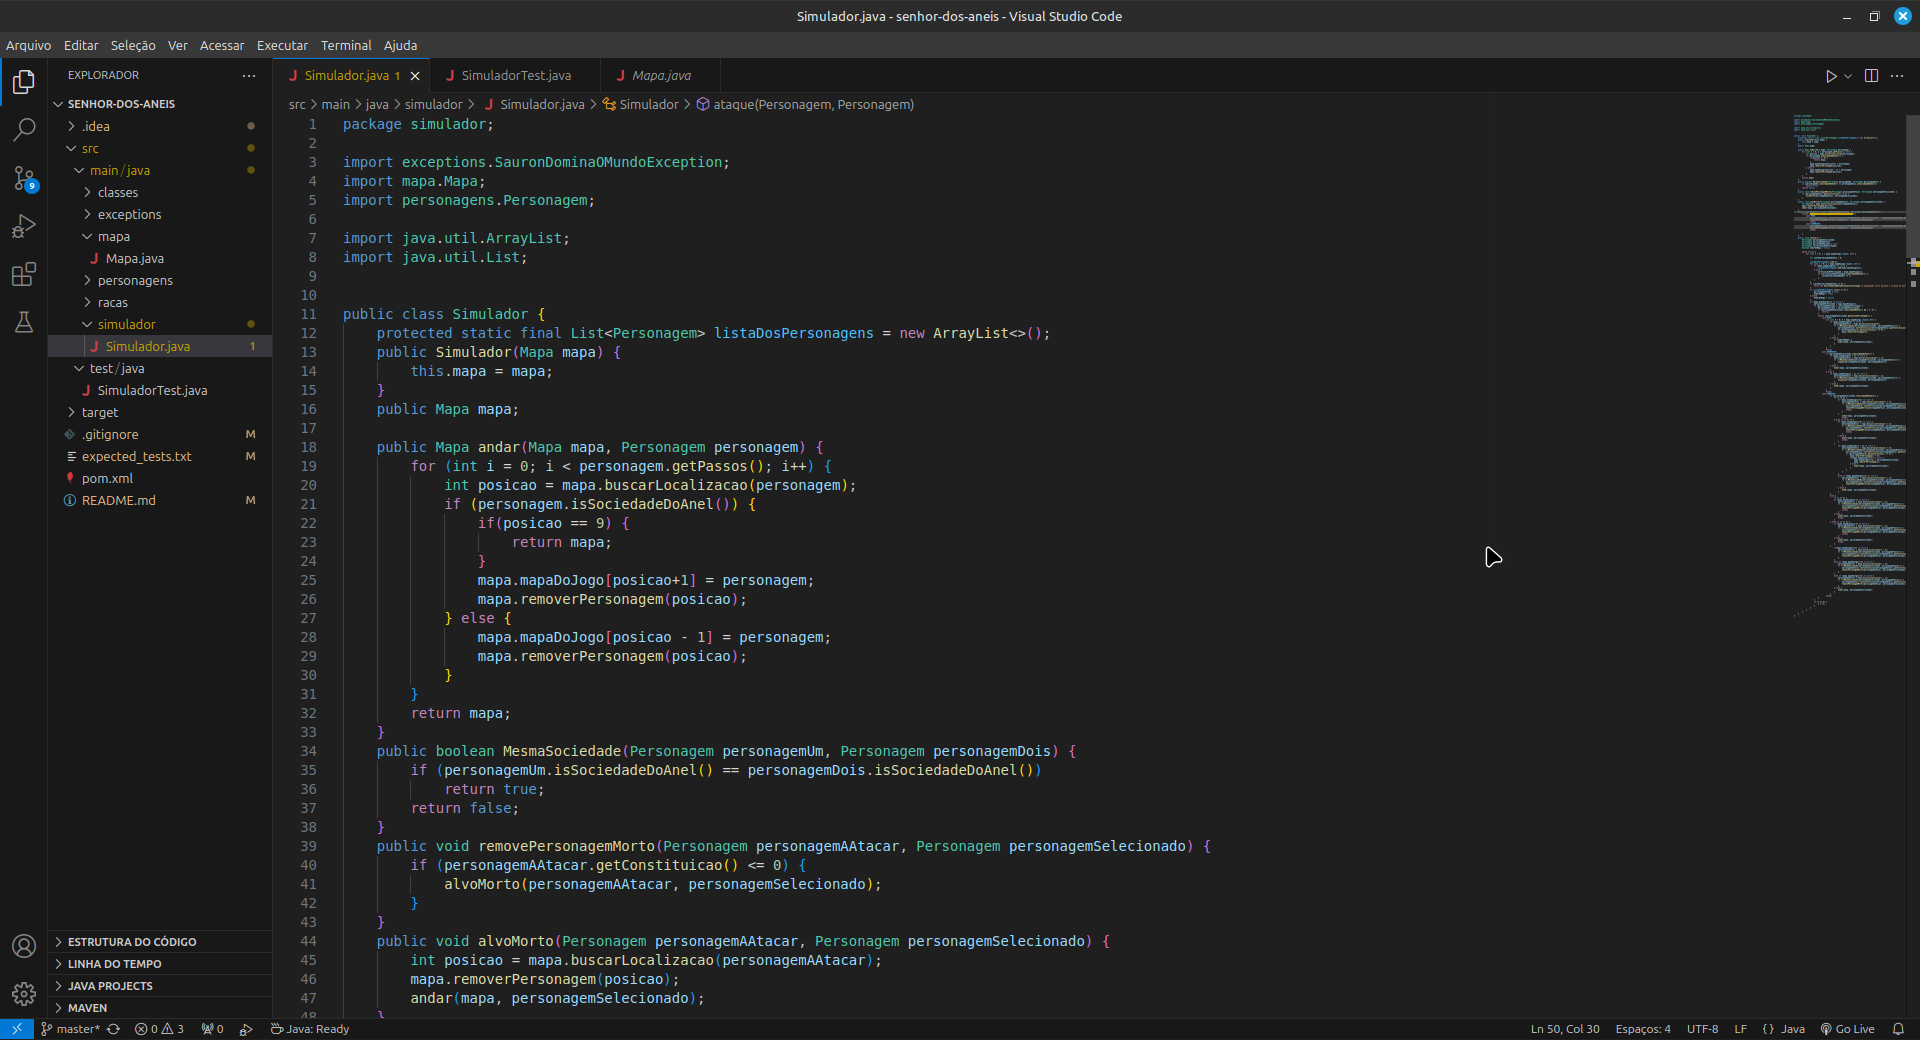 Simulador.java - senhor-dos-aneis - Visual Studio Code
Arquivo Editar Seleção Ver Acessar Executar Terminal Ajuda
EXPLORADOR
SENHOR-DOS-ANEIS
.idea
src
main/java
classes
exceptions
mapa
Mapa.java
personagens
racas
simulador
Simulador.java 1
test/java
SimuladorTest.java
target
.gitignore M
expected_tests.txt M
pom.xml
README.md M
ESTRUTURA DO CÓDIGO
LINHA DO TEMPO
JAVA PROJECTS
MAVEN
9
Simulador.java 1 SimuladorTest.java Mapa.java
src > main > java > simulador > Simulador.java > Simulador > ataque(Personagem, Personagem)
1 package simulador;
2
3 import exceptions.SauronDominaOMundoException;
4 import mapa.Mapa;
5 import personagens.Personagem;
6
7 import java.util.ArrayList;
8 import java.util.List;
9
10
11 public class Simulador {
12 protected static final List<Personagem> listaDosPersonagens = new ArrayList<>();
13 public Simulador(Mapa mapa) {
14 this.mapa = mapa;
15 }
16 public Mapa mapa;
17
18 public Mapa andar(Mapa mapa, Personagem personagem) {
19 for (int i = 0; i < personagem.getPassos(); i++) {
20 int posicao = mapa.buscarLocalizacao(personagem);
21 if (personagem.isSociedadeDoAnel()) {
22 if(posicao == 9) {
23 return mapa;
24 }
25 mapa.mapaDoJogo[posicao+1] = personagem;
26 mapa.removerPersonagem(posicao);
27 } else {
28 mapa.mapaDoJogo[posicao - 1] = personagem;
29 mapa.removerPersonagem(posicao);
30 }
31 }
32 return mapa;
33 }
34 public boolean MesmaSociedade(Personagem personagemUm, Personagem personagemDois) {
35 if (personagemUm.isSociedadeDoAnel() == personagemDois.isSociedadeDoAnel())
36 return true;
37 return false;
38 }
39 public void removePersonagemMorto(Personagem personagemAAtacar, Personagem personagemSelecionado) {
40 if (personagemAAtacar.getConstituicao() <= 0) {
41 alvoMorto(personagemAAtacar, personagemSelecionado);
42 }
43 }
44 public void alvoMorto(Personagem personagemAAtacar, Personagem personagemSelecionado) {
45 int posicao = mapa.buscarLocalizacao(personagemAAtacar);
46 mapa.removerPersonagem(posicao);
47 andar(mapa, personagemSelecionado);
48 }
master* 0 3 0 Java: Ready Ln 50, Col 30 Espaços: 4 UTF-8 LF {} Java Go Live